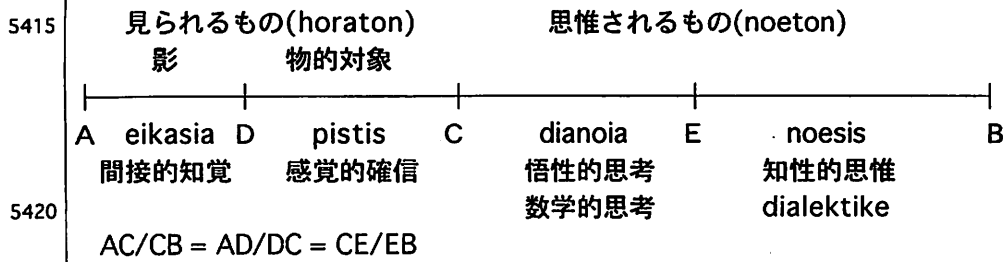 5415 見られるもの(horaton) 思惟されるもの(noeton)
影 物的対象
A eikasia D pistis C dianoia E noesis B
間接的知覚 感覚的確信 悟性的思考 知性的思惟
5420 数学的思考 dialektike
AC/CB = AD/DC = CE/EB